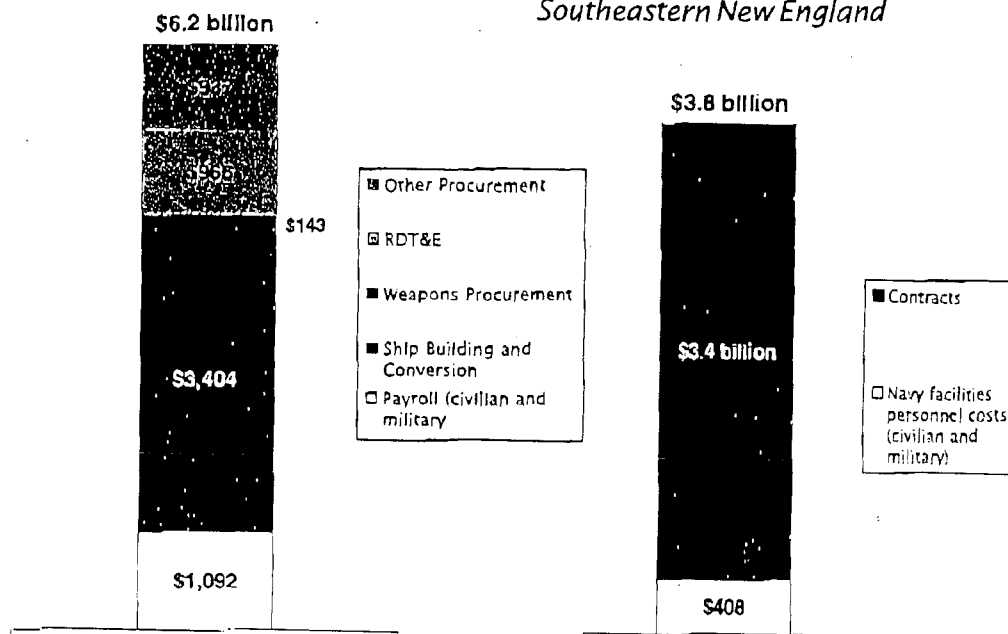 Southeastern New England
$6.2 billion
$143
$3,404
$1,092
Other Procurement
RDT&E
Weapons Procurement
Ship Building and
Conversion
Payroll (civilian and
military
$3.8 billion
$3.4 billion
$408
Contracts
Navy facilities
personnel costs
(civilian and
military)